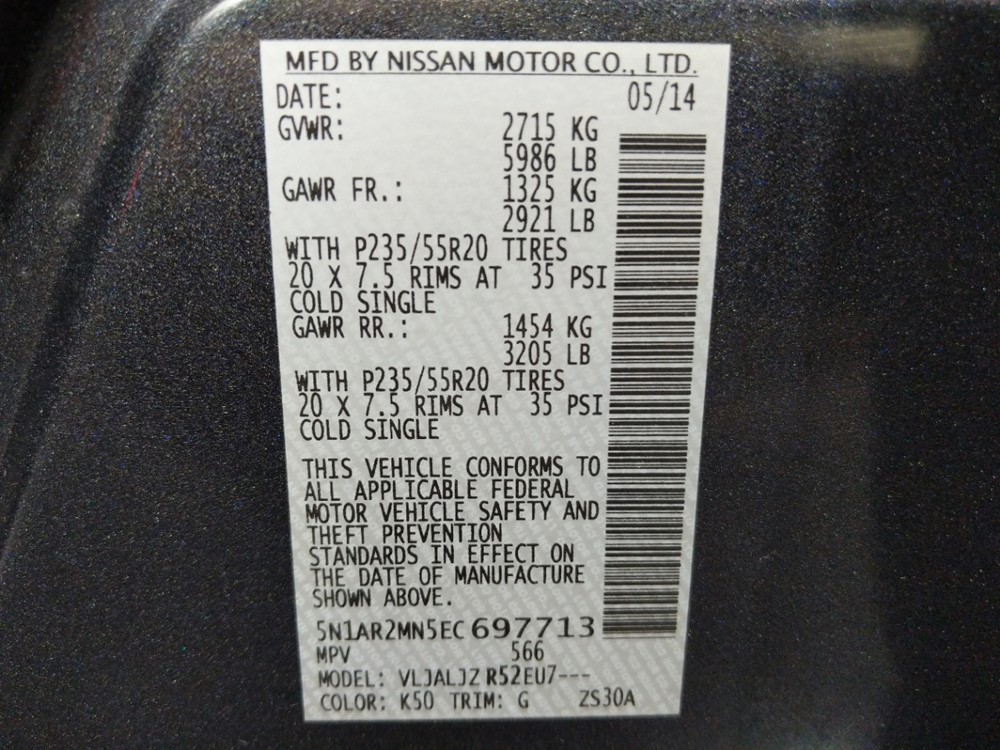 MFD BY NISSAN MOTOR CO., LTD.
DATE: 05/14
GVWR: 2715 KG
5986 LB
GAWR FR.: 1325 KG
2921 LB
WITH P235/55R20 TIRES
20 X 7.5 RIMS AT 35 PSI
COLD SINGLE
GAWR RR.: 1454 KG
3205 LB
WITH P235/55R20 TIRES
20 X 7.5 RIMS AT 35 PSI
COLD SINGLE
THIS VEHICLE CONFORMS TO
ALL APPLICABLE FEDERAL
MOTOR VEHICLE SAFETY AND
THEFT PREVENTION
STANDARDS IN EFFECT ON
THE DATE OF MANUFACTURE
SHOWN ABOVE.
5N1AR2MN5EC697713
MPV 566
MODEL: VLJALJZ R52EU7---
COLOR: K50 TRIM: G ZS30A